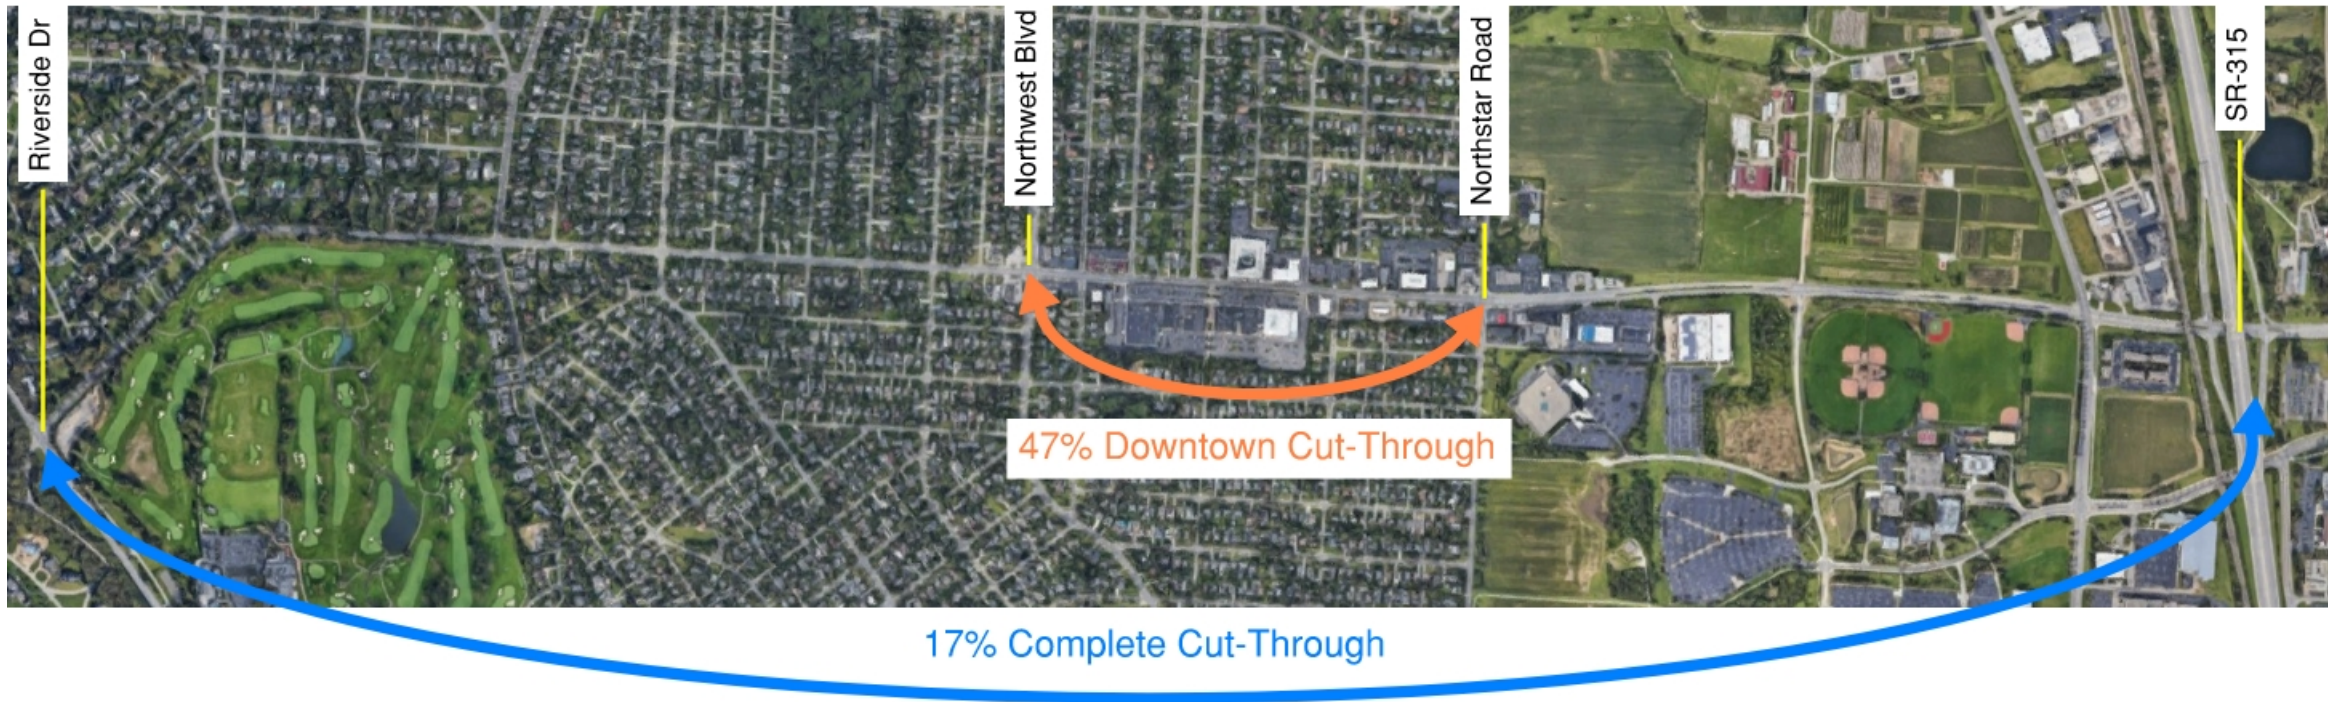 Riverside Dr
Northwest Blvd
Northstar Road
SR-315
47% Downtown Cut-Through
17% Complete Cut-Through